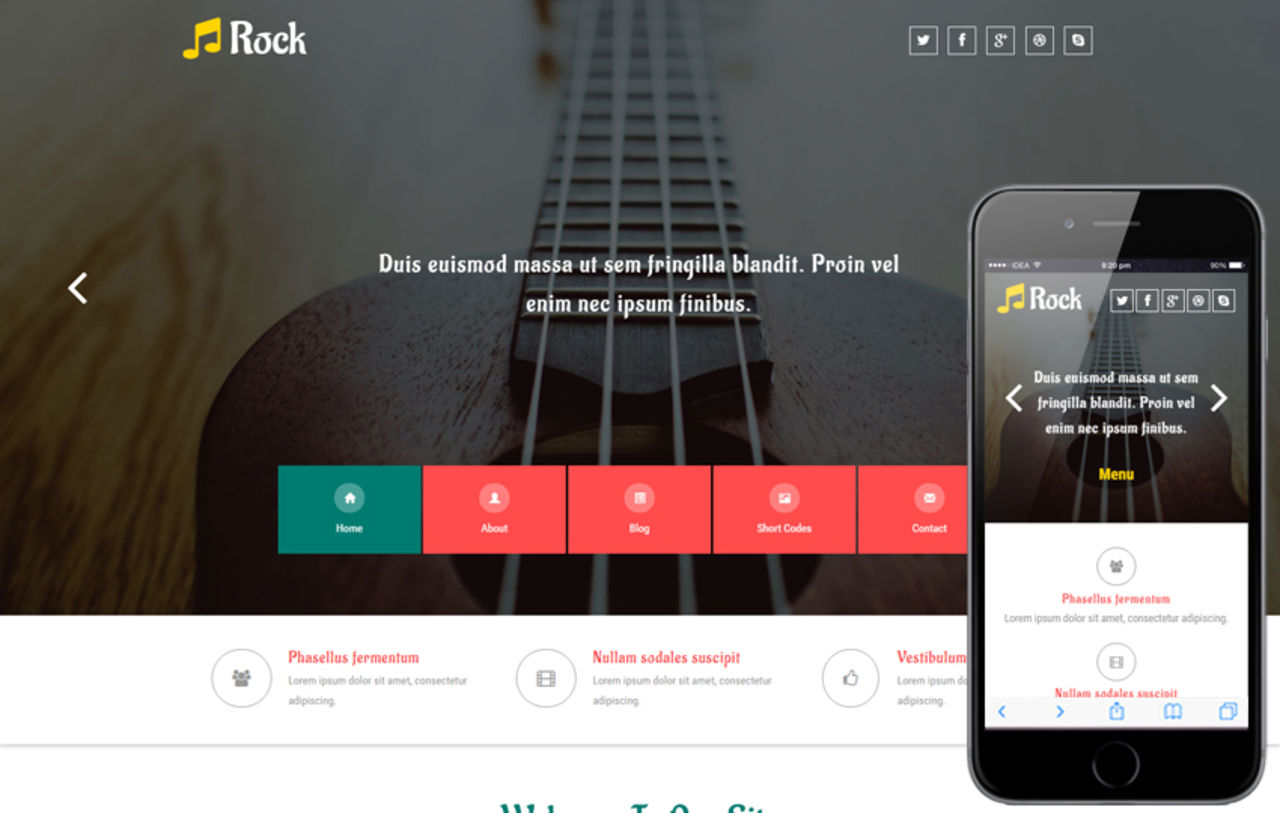 Rock
Duis euismod massa ut sem fringilla blandit. Proin vel
enim nec ipsum finibus.
Home
About
Blog
Short Codes
Contact
Phasellus fermentum
Lorem ipsum dolor sit amet, consectetur
adipiscing.
Nullam sodales suscipit
Lorem ipsum dolor sit amet, consectetur
adipiscing.
Vestibulum
Lorem ipsum do
adipiscing.
IDEA
9:20 pm
90%
Rock
Duis euismod massa ut sem
fringilla blandit. Proin vel
enim nec ipsum finibus.
Menu
Phasellus fermentum
Lorem ipsum dolor sit amet, consectetur adipiscing.
Nullam sodales suscipit